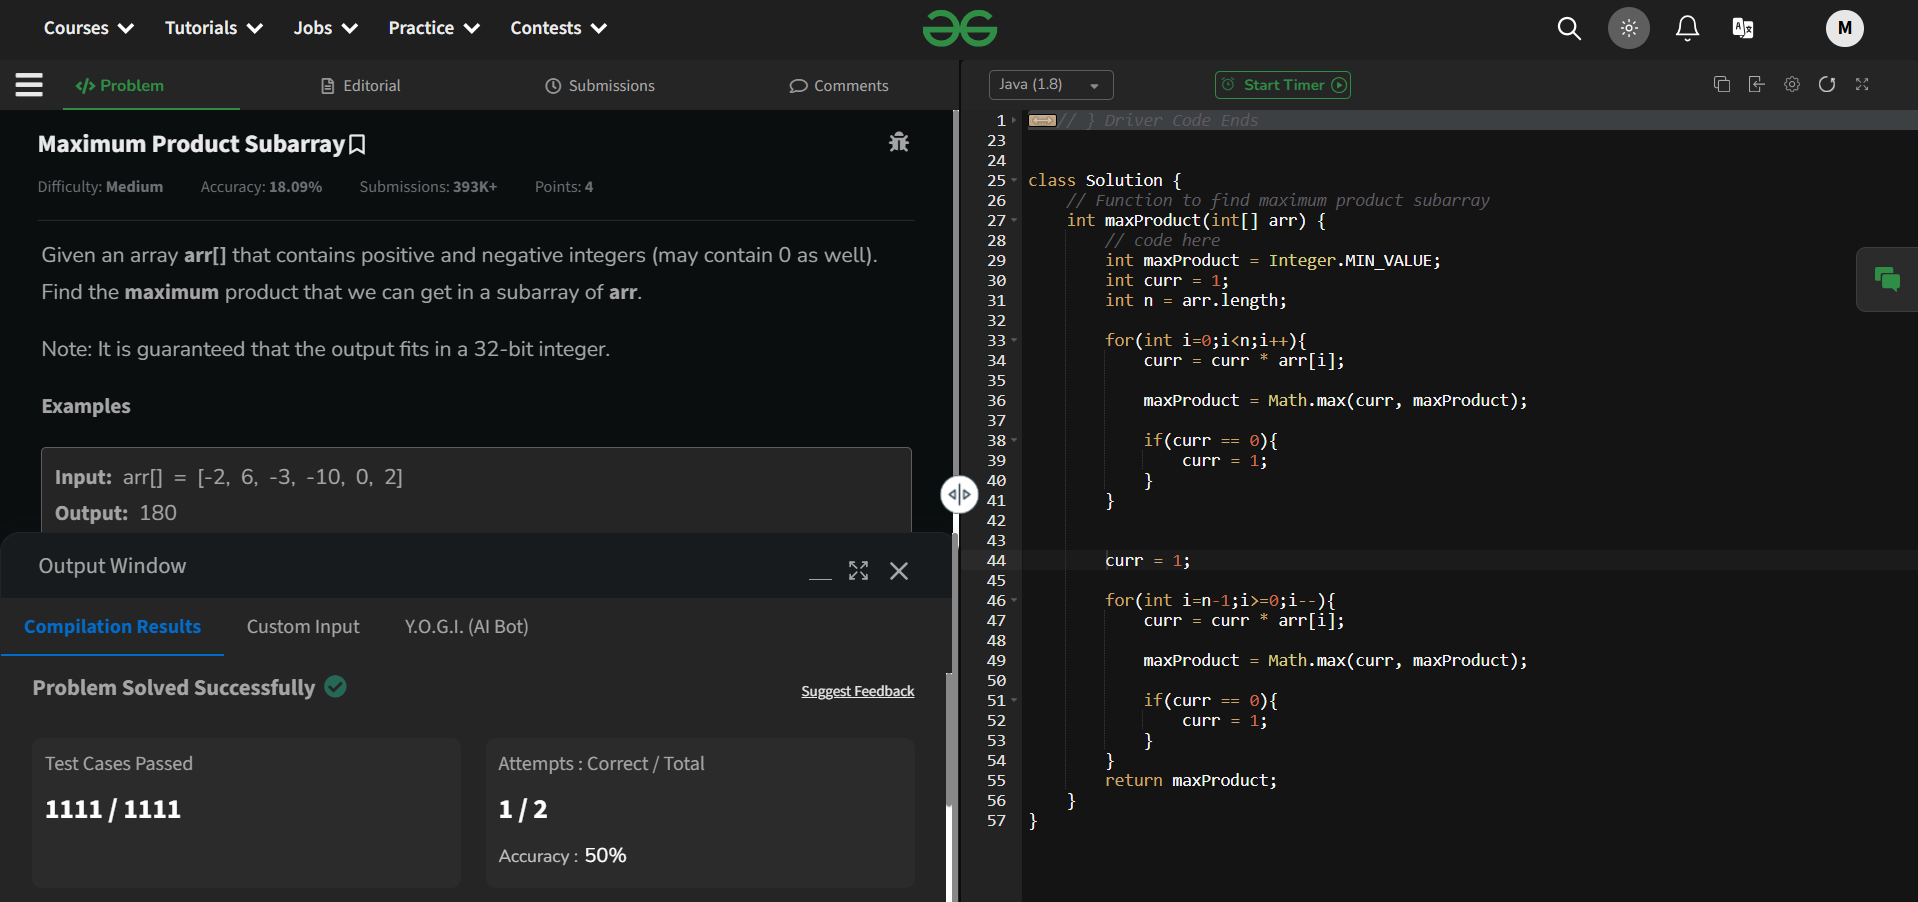 Courses Tutorials Jobs Practice Contests
M
Problem Editorial Submissions Comments
Maximum Product Subarray
Difficulty: Medium Accuracy: 18.09% Submissions: 393K+ Points: 4
Given an array arr[] that contains positive and negative integers (may contain 0 as well).
Find the maximum product that we can get in a subarray of arr.
Note: It is guaranteed that the output fits in a 32-bit integer.
Examples
Input: arr[] = [-2, 6, -3, -10, 0, 2]
Output: 180
Output Window
Compilation Results Custom Input Y.O.G.I. (AI Bot)
Problem Solved Successfully
Suggest Feedback
Test Cases Passed
1111 / 1111
Attempts : Correct / Total
1 / 2
Accuracy : 50%
Java (1.8) Start Timer
1 // } Driver Code Ends
23
24
25 class Solution {
26 // Function to find maximum product subarray
27 int maxProduct(int[] arr) {
28 // code here
29 int maxProduct = Integer.MIN_VALUE;
30 int curr = 1;
31 int n = arr.length;
32
33 for(int i=0;i<n;i++){
34 curr = curr * arr[i];
35
36 maxProduct = Math.max(curr, maxProduct);
37
38 if(curr == 0){
39 curr = 1;
40 }
41 }
42
43
44 curr = 1;
45
46 for(int i=n-1;i>=0;i--){
47 curr = curr * arr[i];
48
49 maxProduct = Math.max(curr, maxProduct);
50
51 if(curr == 0){
52 curr = 1;
53 }
54 }
55 return maxProduct;
56 }
57 }